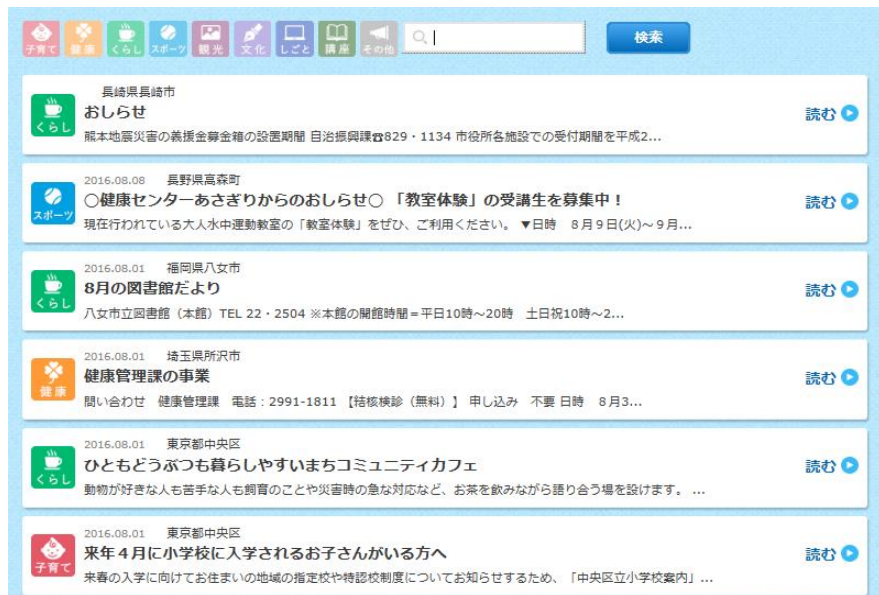 子育て 健康 くらし スポーツ 観光 文化 しごと 講座 その他 検索
長崎県長崎市
くらし おしらせ 読む
熊本地震災害の義援金募金箱の設置期間 自治振興課☎829・1134 市役所各施設での受付期間を平成2...
2016.08.08 長野県高森町
スポーツ ○健康センターあさぎりからのおしらせ○ 「教室体験」の受講生を募集中！ 読む
現在行われている大人水中運動教室の「教室体験」をぜひ、ご利用ください。 ▼日時 8月9日(火)～9月...
2016.08.01 福岡県八女市
くらし 8月の図書館だより 読む
八女市立図書館（本館）TEL 22・2504 ※本館の開館時間＝平日10時～20時 土日祝10時～2...
2016.08.01 埼玉県所沢市
健康 健康管理課の事業 読む
問い合わせ 健康管理課 電話：2991-1811 【結核検診（無料）】 申し込み 不要 日時 8月3...
2016.08.01 東京都中央区
くらし ひともどうぶつも暮らしやすいまちコミュニティカフェ 読む
動物が好きな人も苦手な人も飼育のことや災害時の急な対応など、お茶を飲みながら語り合う場を設けます。 ...
2016.08.01 東京都中央区
子育て 来年４月に小学校に入学されるお子さんがいる方へ 読む
来春の入学に向けてお住まいの地域の指定校や特認校制度についてお知らせするため、「中央区立小学校案内」...